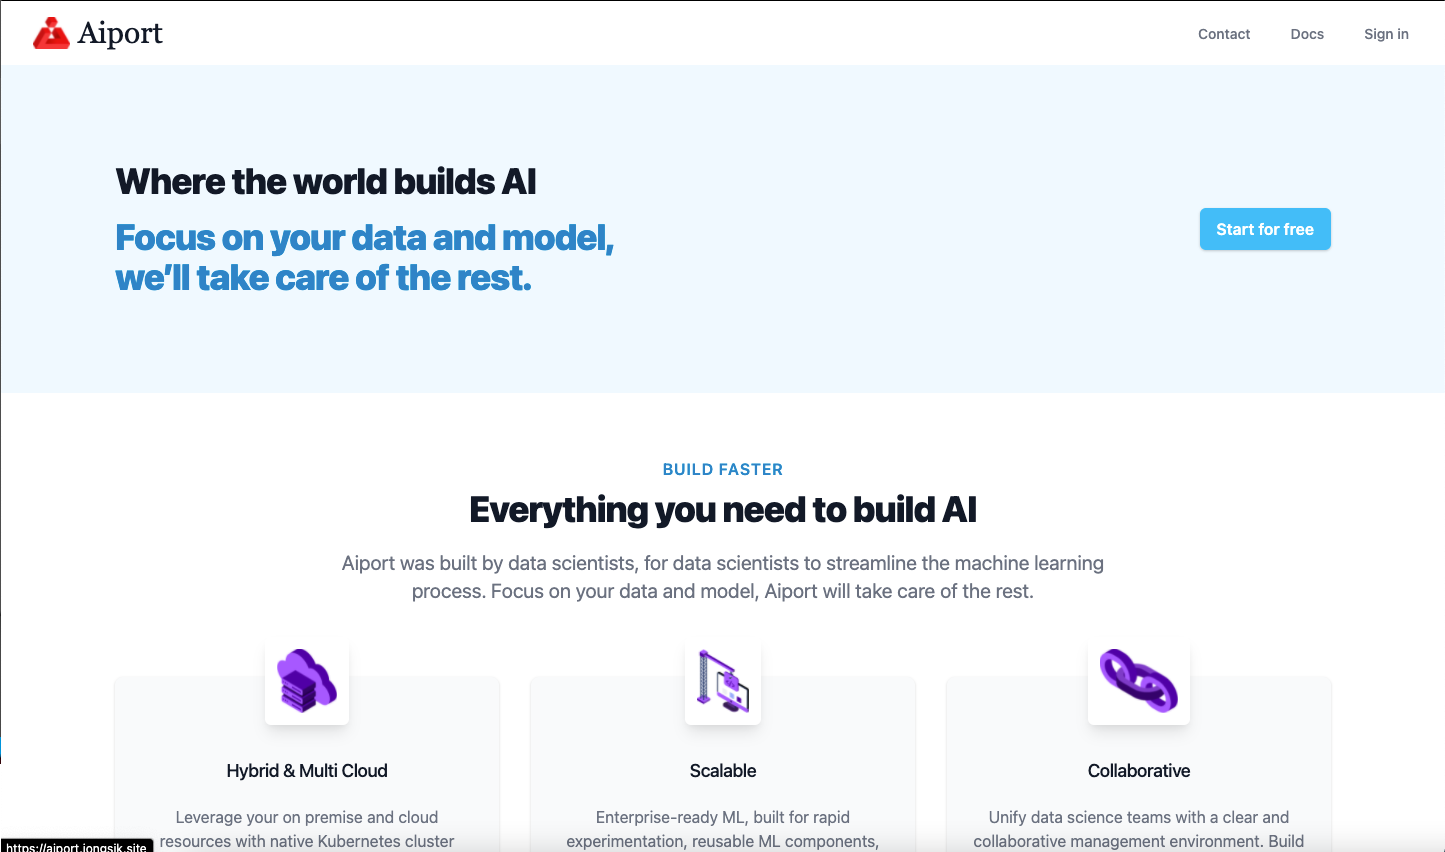 Aiport
Contact
Docs
Sign in
Where the world builds AI
Focus on your data and model,
we'll take care of the rest.
Start for free
BUILD FASTER
Everything you need to build AI
Aiport was built by data scientists, for data scientists to streamline the machine learning
process. Focus on your data and model, Aiport will take care of the rest.
Hybrid & Multi Cloud
Leverage your on premise and cloud
resources with native Kubernetes cluster
Scalable
Enterprise-ready ML, built for rapid
experimentation, reusable ML components,
Collaborative
Unify data science teams with a clear and
collaborative management environment. Build
https://aiport.jongsik.site